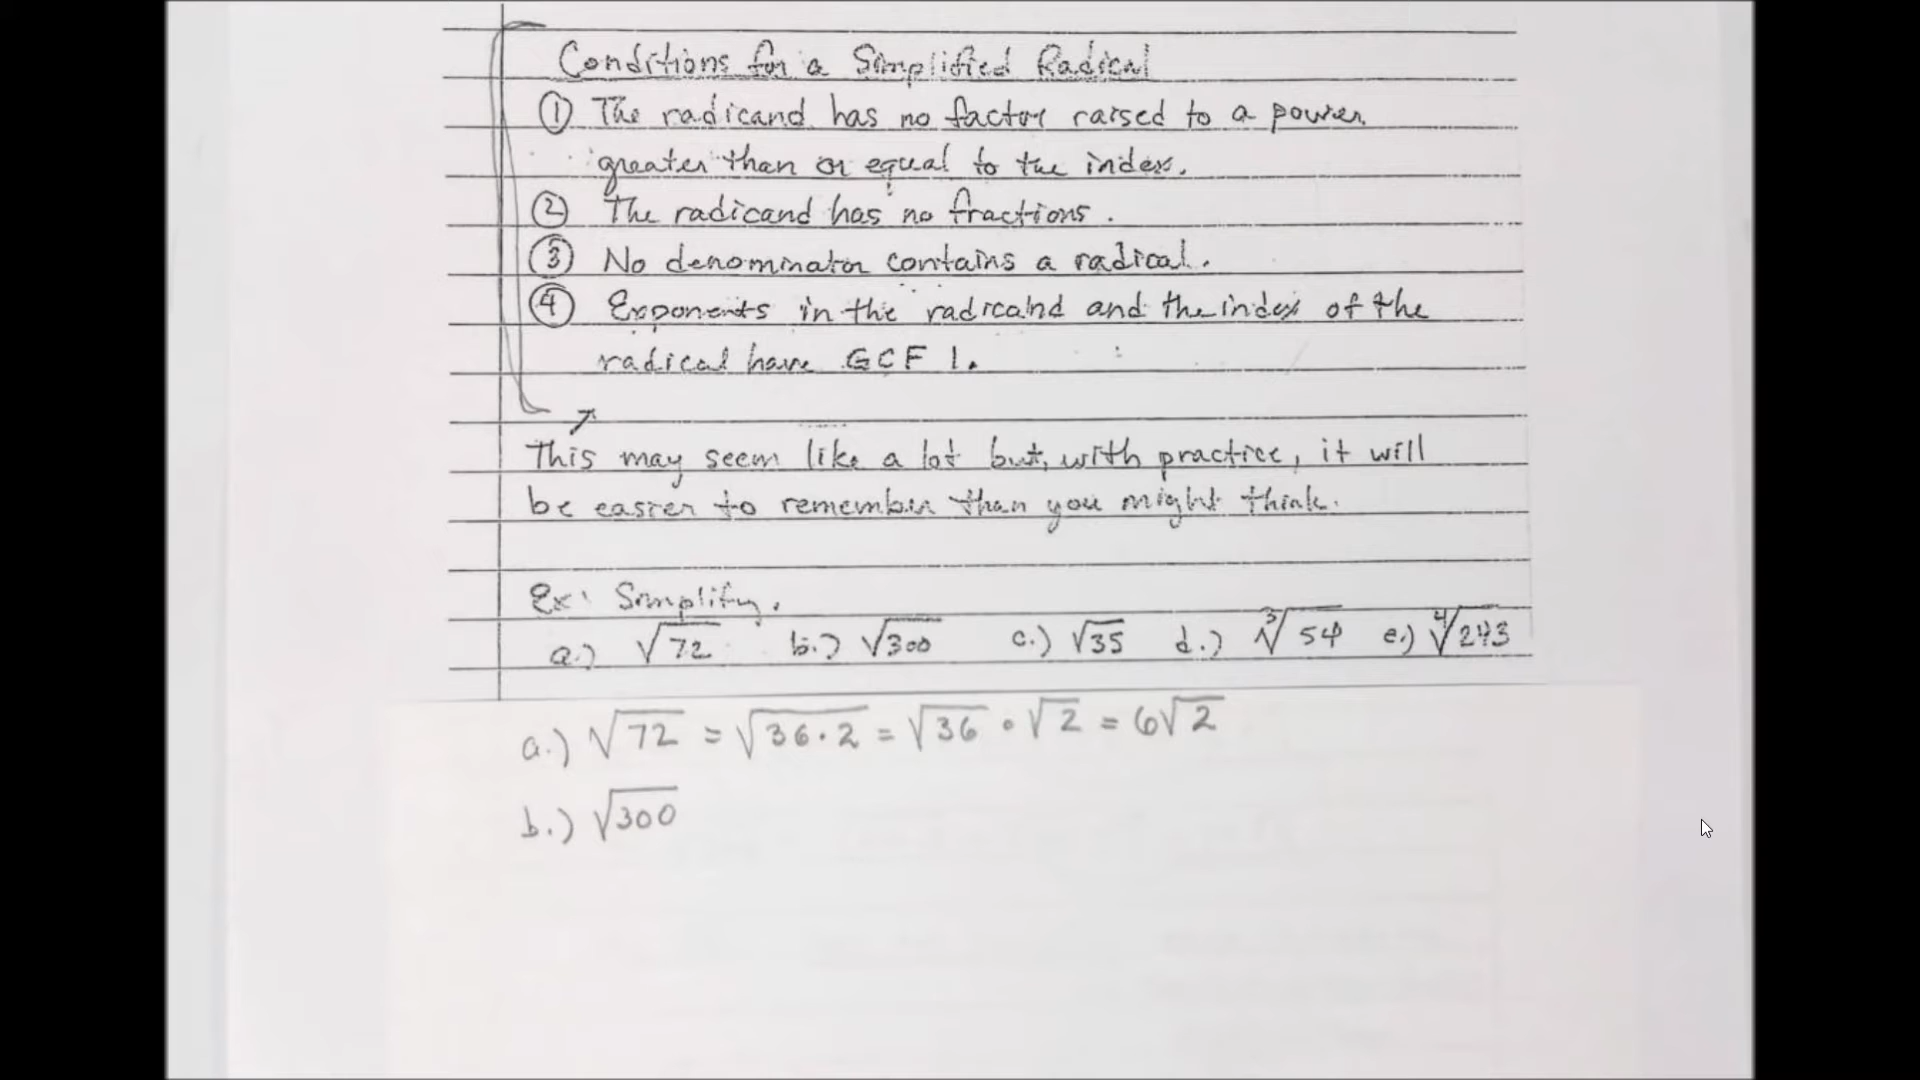 Conditions for a Simplified Radical
① The radicand has no factor raised to a power
greater than or equal to the index.
② The radicand has no fractions.
③ No denominator contains a radical.
④ Exponents in the radicand and the index of the
radical have GCF 1.
This may seem like a lot but, with practice, it will
be easier to remember than you might think.
Ex: Simplify.
a.) √72 b.) √300 c.) √35 d.) ∛54 e.) ∜243
a.) √72 = √36·2 = √36 · √2 = 6√2
b.) √300